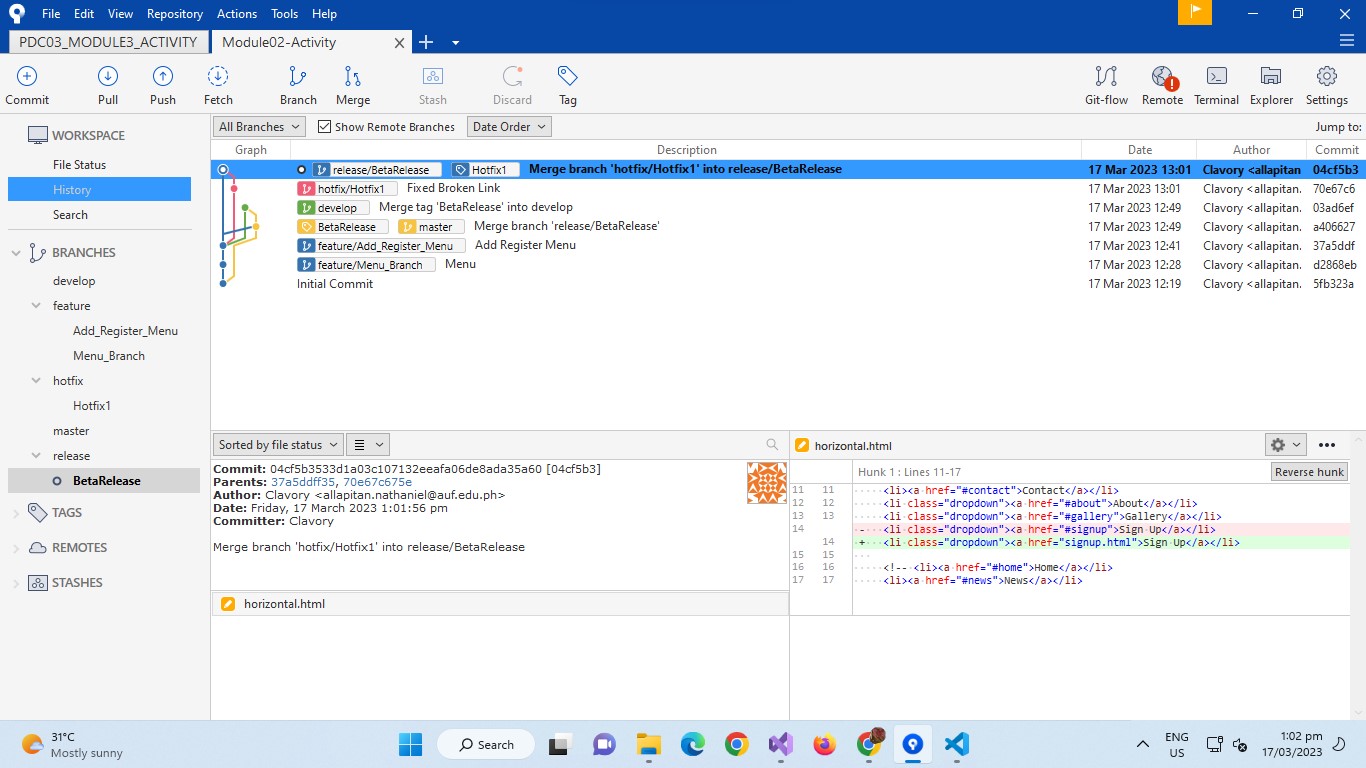 File Edit View Repository Actions Tools Help
PDC03_MODULE3_ACTIVITY Module02-Activity
Commit Pull Push Fetch Branch Merge Stash Discard Tag Git-flow Remote Terminal Explorer Settings
WORKSPACE
File Status
History
Search
BRANCHES
develop
feature
Add_Register_Menu
Menu_Branch
hotfix
Hotfix1
master
release
BetaRelease
TAGS
REMOTES
STASHES
All Branches Show Remote Branches Date Order Jump to:
Graph Description Date Author Commit
release/BetaRelease Hotfix1 Merge branch 'hotfix/Hotfix1' into release/BetaRelease 17 Mar 2023 13:01 Clavory <allapitan 04cf5b3
hotfix/Hotfix1 Fixed Broken Link 17 Mar 2023 13:01 Clavory <allapitan. 70e67c6
develop Merge tag 'BetaRelease' into develop 17 Mar 2023 12:49 Clavory <allapitan. 03ad6ef
BetaRelease master Merge branch 'release/BetaRelease' 17 Mar 2023 12:49 Clavory <allapitan. a406627
feature/Add_Register_Menu Add Register Menu 17 Mar 2023 12:41 Clavory <allapitan. 37a5ddf
feature/Menu_Branch Menu 17 Mar 2023 12:28 Clavory <allapitan. d2868eb
Initial Commit 17 Mar 2023 12:19 Clavory <allapitan. 5fb323a
Sorted by file status
Commit: 04cf5b3533d1a03c107132eeafa06de8ada35a60 [04cf5b3]
Parents: 37a5ddff35, 70e67c675e
Author: Clavory <allapitan.nathaniel@auf.edu.ph>
Date: Friday, 17 March 2023 1:01:56 pm
Committer: Clavory
Merge branch 'hotfix/Hotfix1' into release/BetaRelease
horizontal.html
horizontal.html
Hunk 1 : Lines 11-17 Reverse hunk
11 11 <li><a href="#contact">Contact</a></li>
12 12 <li class="dropdown"><a href="#about">About</a></li>
13 13 <li class="dropdown"><a href="#gallery">Gallery</a></li>
14 - <li class="dropdown"><a href="#signup">Sign Up</a></li>
14 + <li class="dropdown"><a href="signup.html">Sign Up</a></li>
15 15
16 16 <!-- <li><a href="#home">Home</a></li>
17 17 <li><a href="#news">News</a></li>
31°C
Mostly sunny
Search
ENG
US
1:02 pm
17/03/2023